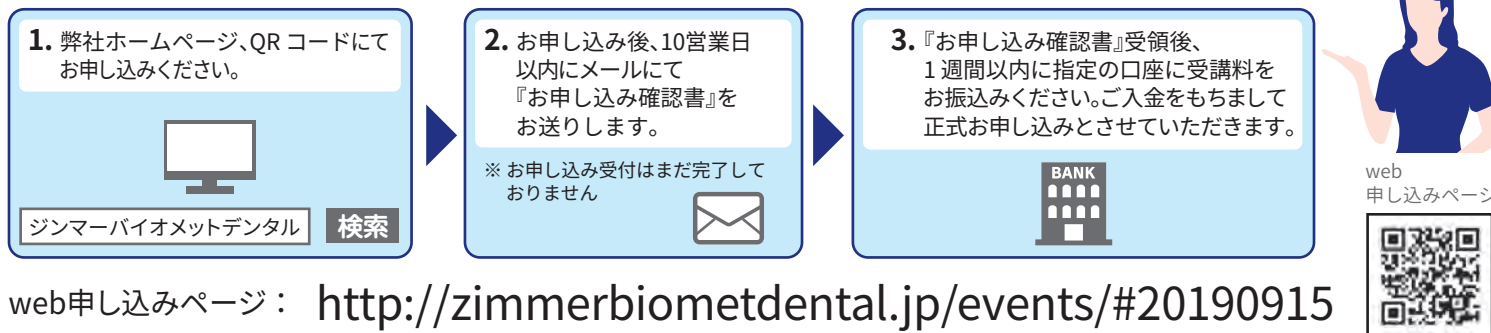 1. 弊社ホームページ、QR コードにて
お申し込みください。
ジンマーバイオメットデンタル 検索
2. お申し込み後、10営業日
以内にメールにて
『お申し込み確認書』を
お送りします。
※ お申し込み受付はまだ完了して
おりません
3. 『お申し込み確認書』受領後、
1 週間以内に指定の口座に受講料を
お振込みください。ご入金をもちまして
正式お申し込みとさせていただきます。
BANK
web
申し込みページ
web申し込みページ： http://zimmerbiometdental.jp/events/#20190915